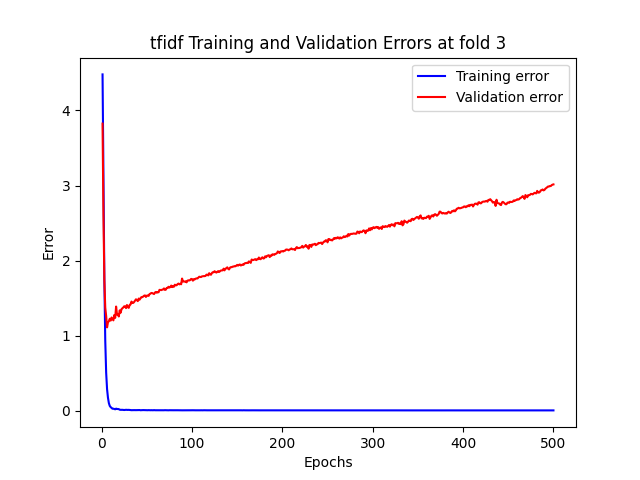 tfidf Training and Validation Errors at fold 3
Training error
Validation error
4
3
2
1
0
Error
0 100 200 300 400 500
Epochs